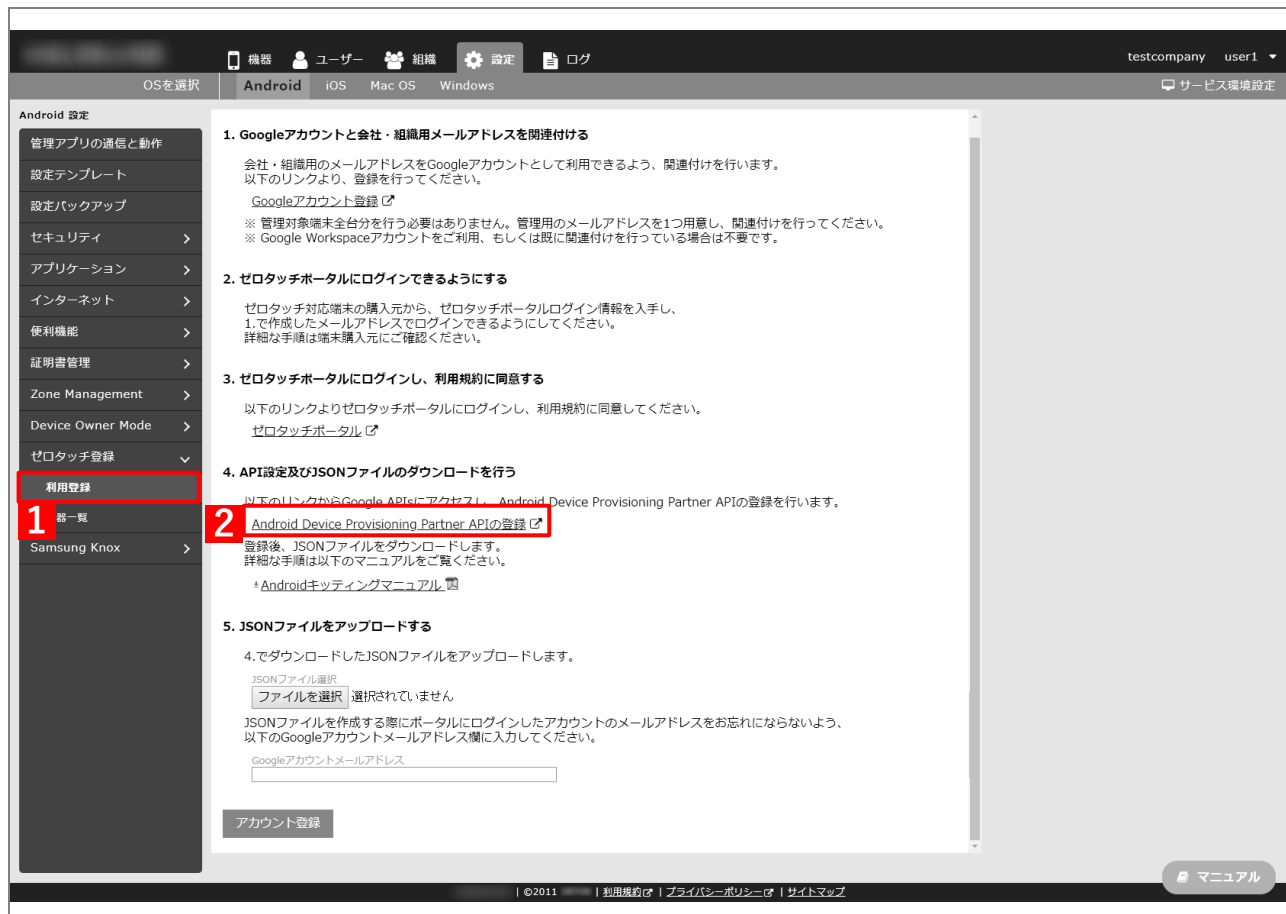 機器 ユーザー 組織 設定 ログ
testcompany user1
OSを選択 Android iOS Mac OS Windows
サービス環境設定
Android 設定
管理アプリの通信と動作
設定テンプレート
設定バックアップ
セキュリティ
アプリケーション
インターネット
便利機能
証明書管理
Zone Management
Device Owner Mode
ゼロタッチ登録
利用登録
1
器一覧
Samsung Knox
1. Googleアカウントと会社・組織用メールアドレスを関連付ける
会社・組織用のメールアドレスをGoogleアカウントとして利用できるよう、関連付けを行います。
以下のリンクより、登録を行ってください。
Googleアカウント登録
※ 管理対象端末全台分を行う必要はありません。管理用のメールアドレスを1つ用意し、関連付けを行ってください。
※ Google Workspaceアカウントをご利用、もしくは既に関連付けを行っている場合は不要です。
2. ゼロタッチポータルにログインできるようにする
ゼロタッチ対応端末の購入元から、ゼロタッチポータルログイン情報を入手し、
1.で作成したメールアドレスでログインできるようにしてください。
詳細な手順は端末購入元にご確認ください。
3. ゼロタッチポータルにログインし、利用規約に同意する
以下のリンクよりゼロタッチポータルにログインし、利用規約に同意してください。
ゼロタッチポータル
4. API設定及びJSONファイルのダウンロードを行う
以下のリンクからGoogle APIsにアクセスし、Android Device Provisioning Partner APIの登録を行います。
2
Android Device Provisioning Partner APIの登録
登録後、JSONファイルをダウンロードします。
詳細な手順は以下のマニュアルをご覧ください。
*Androidキッティングマニュアル
5. JSONファイルをアップロードする
4.でダウンロードしたJSONファイルをアップロードします。
JSONファイル選択
ファイルを選択 選択されていません
JSONファイルを作成する際にポータルにログインしたアカウントのメールアドレスをお忘れにならないよう、
以下のGoogleアカウントメールアドレス欄に入力してください。
Googleアカウントメールアドレス
アカウント登録
マニュアル
| ©2011 | 利用規約 | プライバシーポリシー | サイトマップ